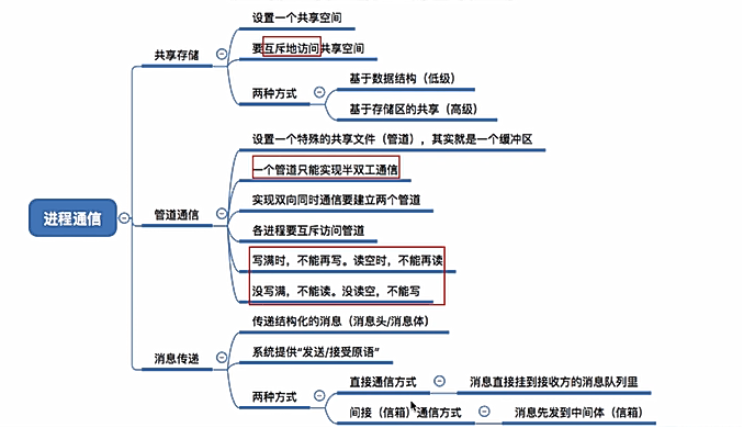 设置一个共享空间
共享存储
要互斥地访问共享空间
两种方式
基于数据结构（低级）
基于存储区的共享（高级）
设置一个特殊的共享文件（管道），其实就是一个缓冲区
一个管道只能实现半双工通信
实现双向同时通信要建立两个管道
进程通信
管道通信
各进程要互斥访问管道
写满时，不能再写。读空时，不能再读
没写满，不能读。没读空，不能写
传递结构化的消息（消息头/消息体）
消息传递
系统提供“发送/接受原语”
两种方式
直接通信方式
消息直接挂到接收方的消息队列里
间接（信箱）通信方式
消息先发到中间体（信箱）